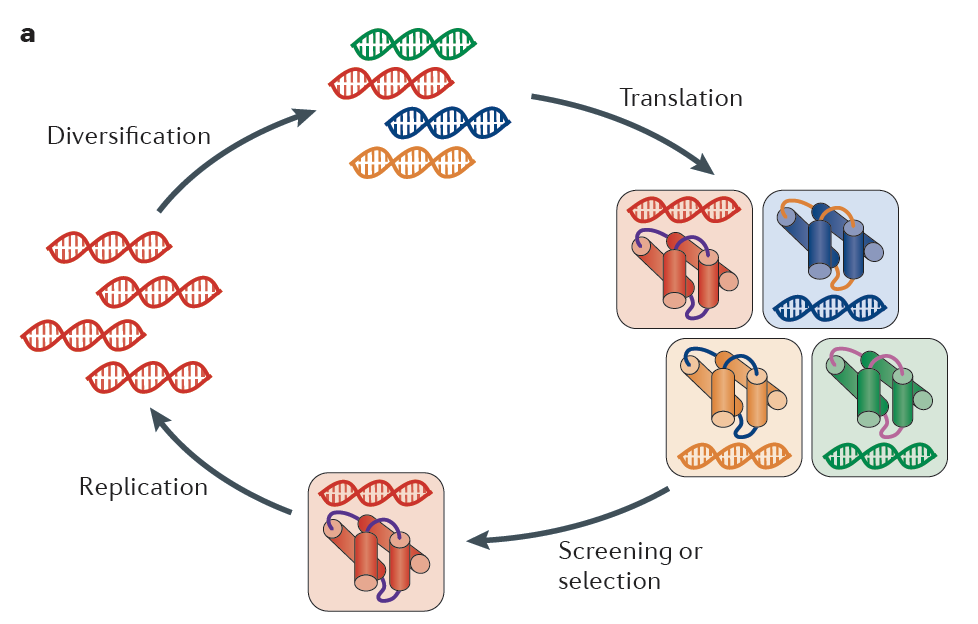 a
Diversification
Translation
Replication
Screening or
selection